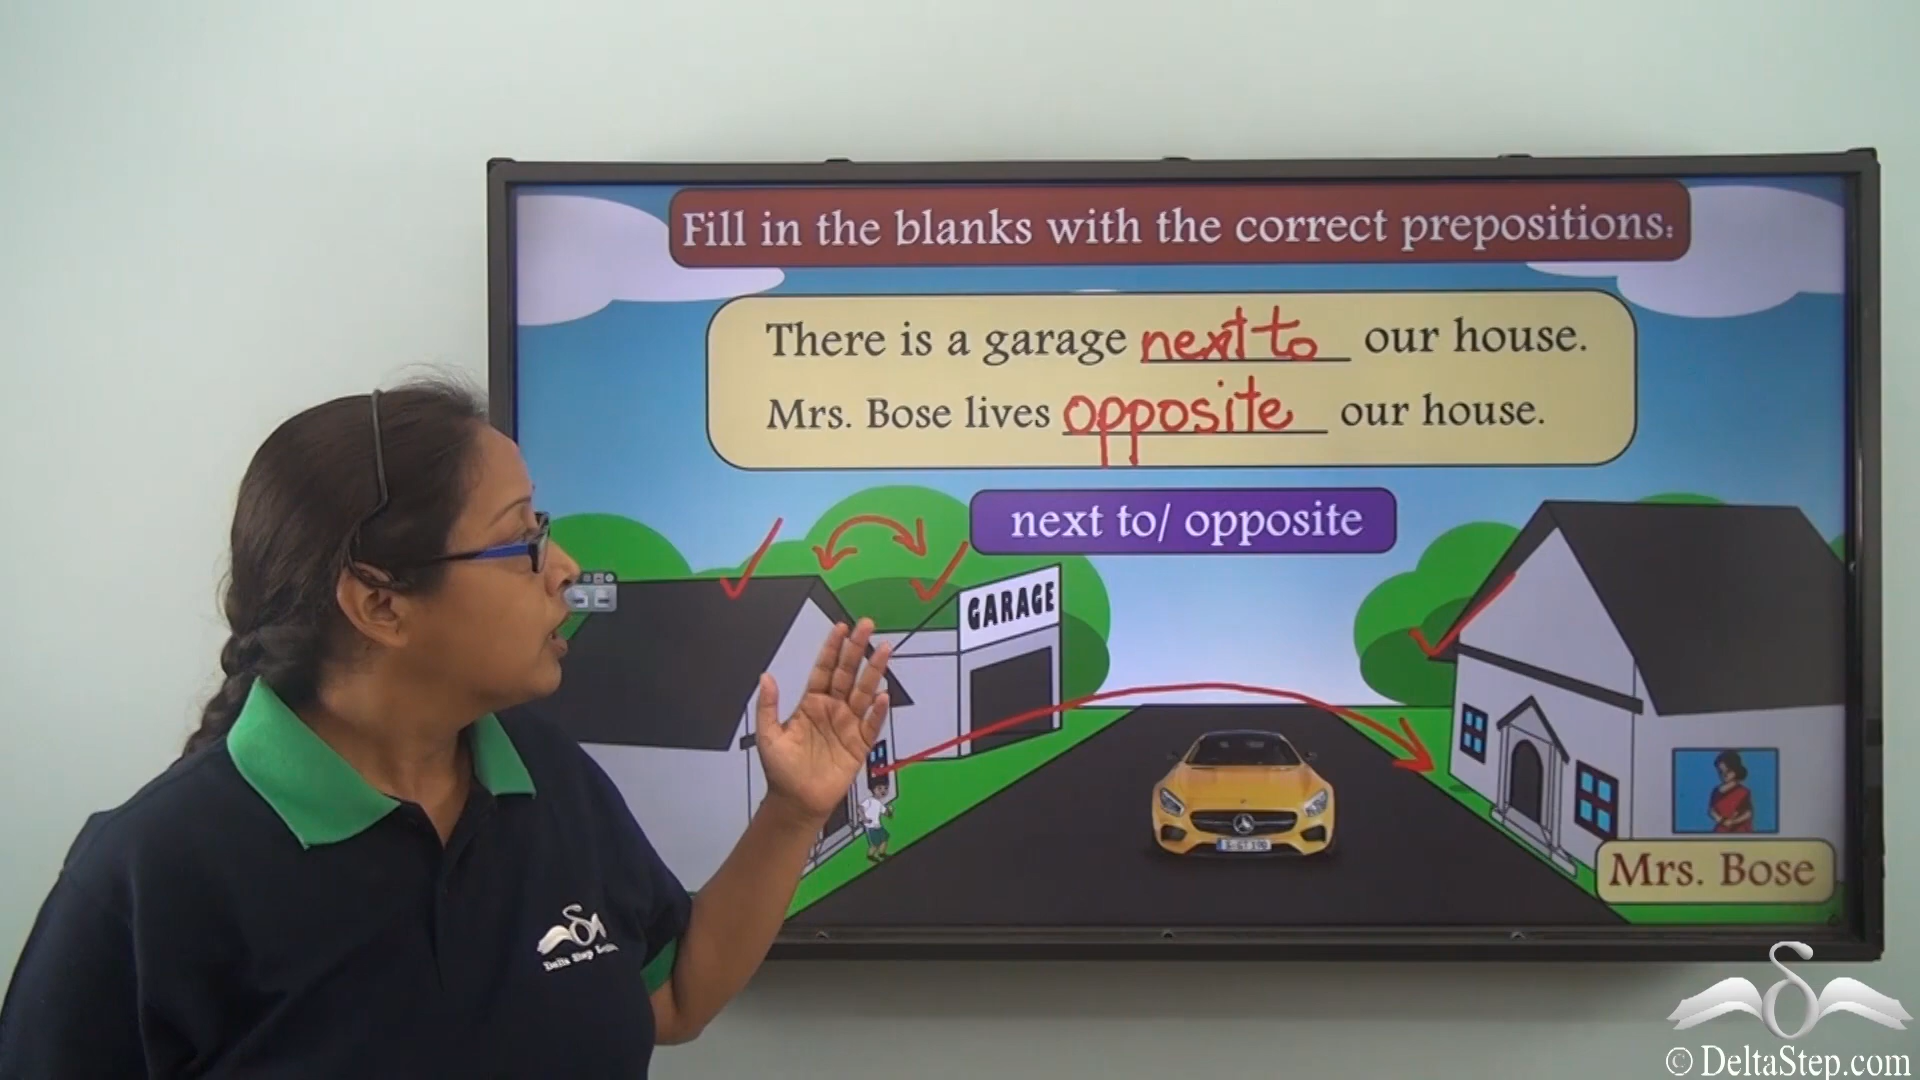 Fill in the blanks with the correct prepositions:
There is a garage next to our house.
Mrs. Bose lives opposite our house.
next to/ opposite
GARAGE
Mrs. Bose
© DeltaStep.com